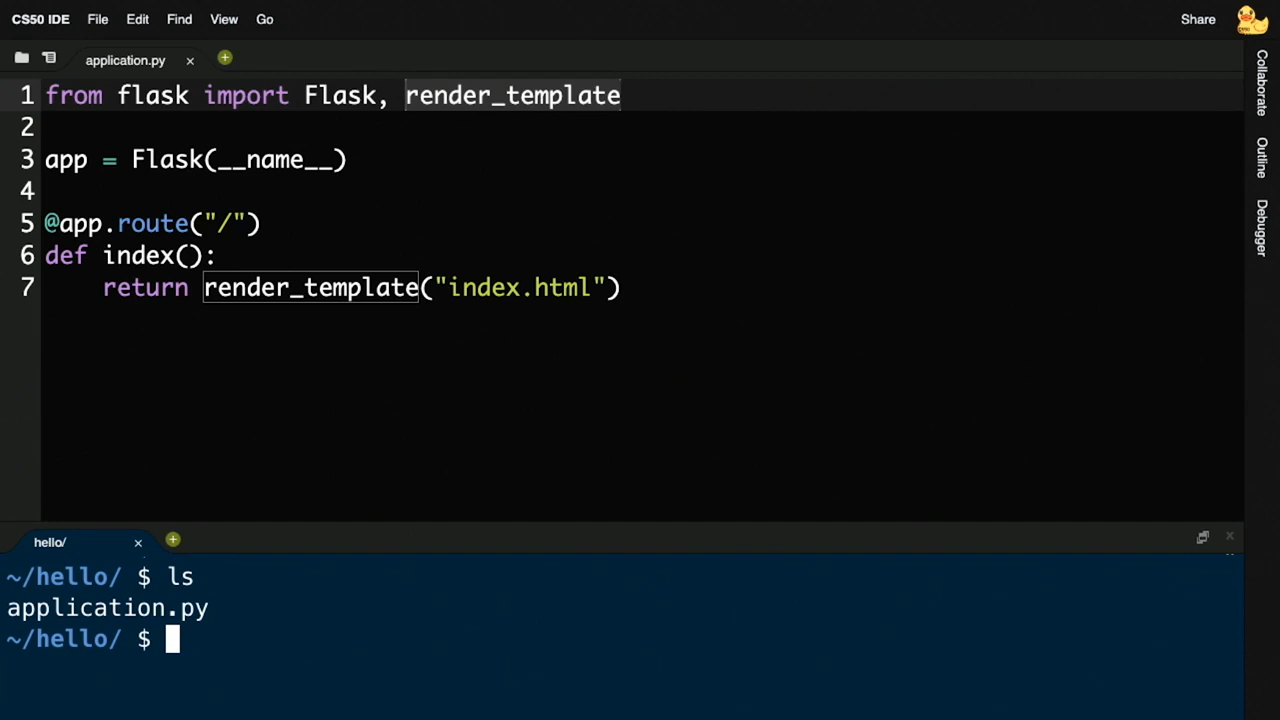 CS50 IDE File Edit Find View Go Share
application.py
1 from flask import Flask, render_template
2
3 app = Flask(__name__)
4
5 @app.route("/")
6 def index():
7     return render_template("index.html")
Collaborate
Outline
Debugger
hello/
~/hello/ $ ls
application.py
~/hello/ $